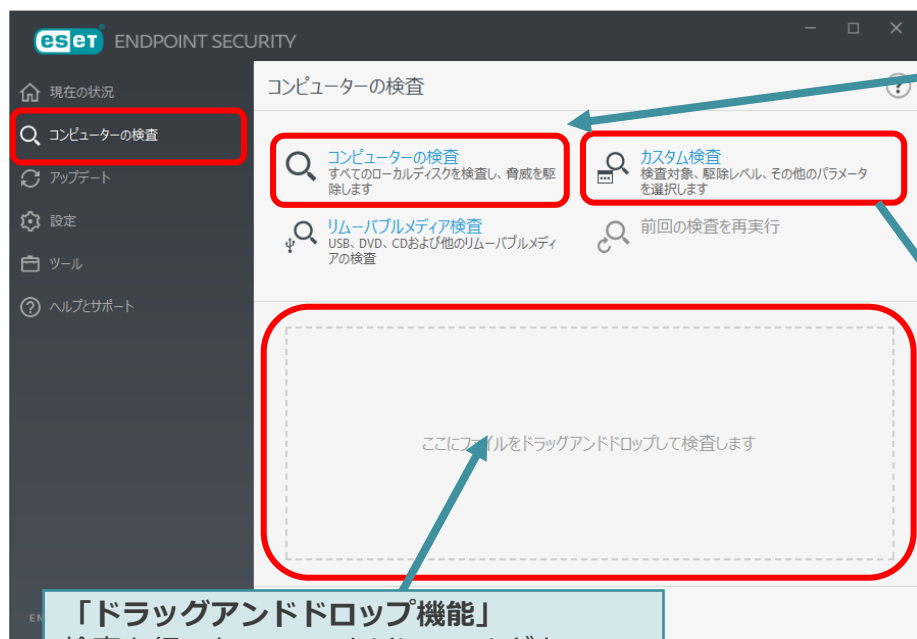 eset ENDPOINT SECURITY
現在の状況
コンピューターの検査
アップデート
設定
ツール
ヘルプとサポート
コンピューターの検査
コンピューターの検査
すべてのローカルディスクを検査し、脅威を駆
除します
カスタム検査
検査対象、駆除レベル、その他のパラメータ
を選択します
リムーバブルメディア検査
USB、DVD、CDおよび他のリムーバブルメディ
アの検査
前回の検査を再実行
ここにファイルをドラッグアンドドロップして検査します
「ドラッグアンドドロップ機能」